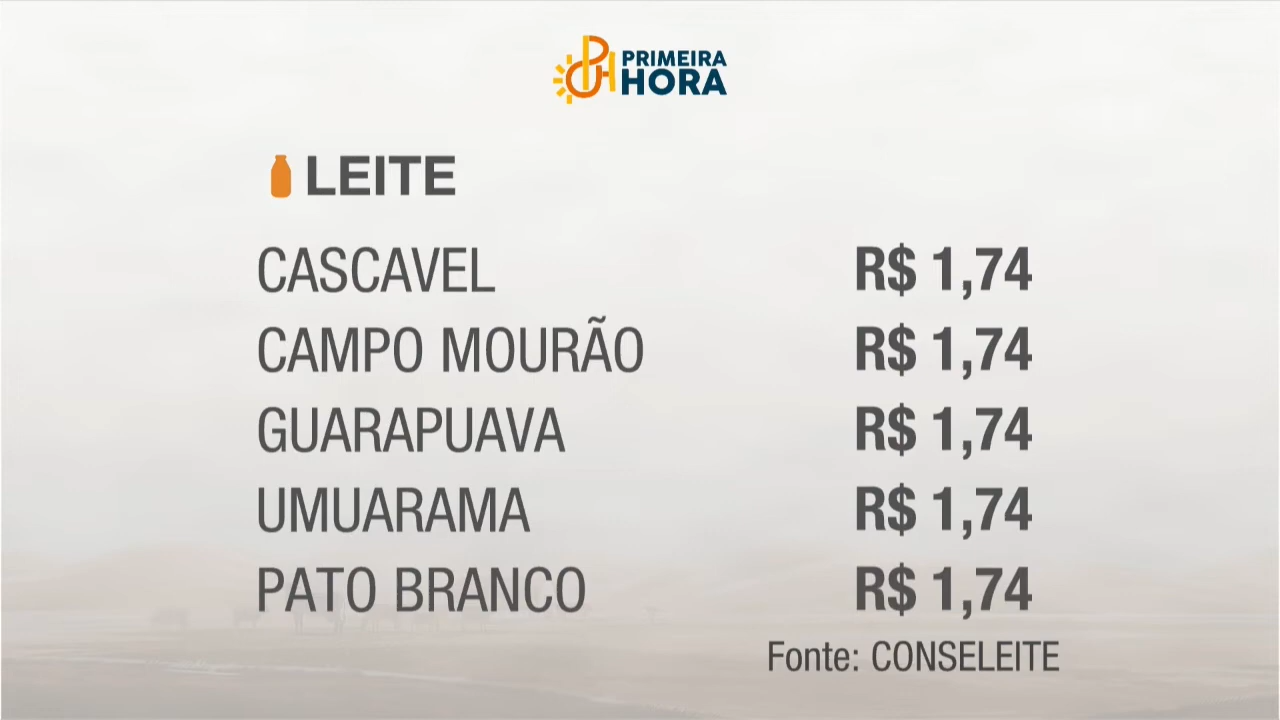 PRIMEIRA
HORA
LEITE
CASCAVEL R$ 1,74
CAMPO MOURÃO R$ 1,74
GUARAPUAVA R$ 1,74
UMUARAMA R$ 1,74
PATO BRANCO R$ 1,74
Fonte: CONSELEITE